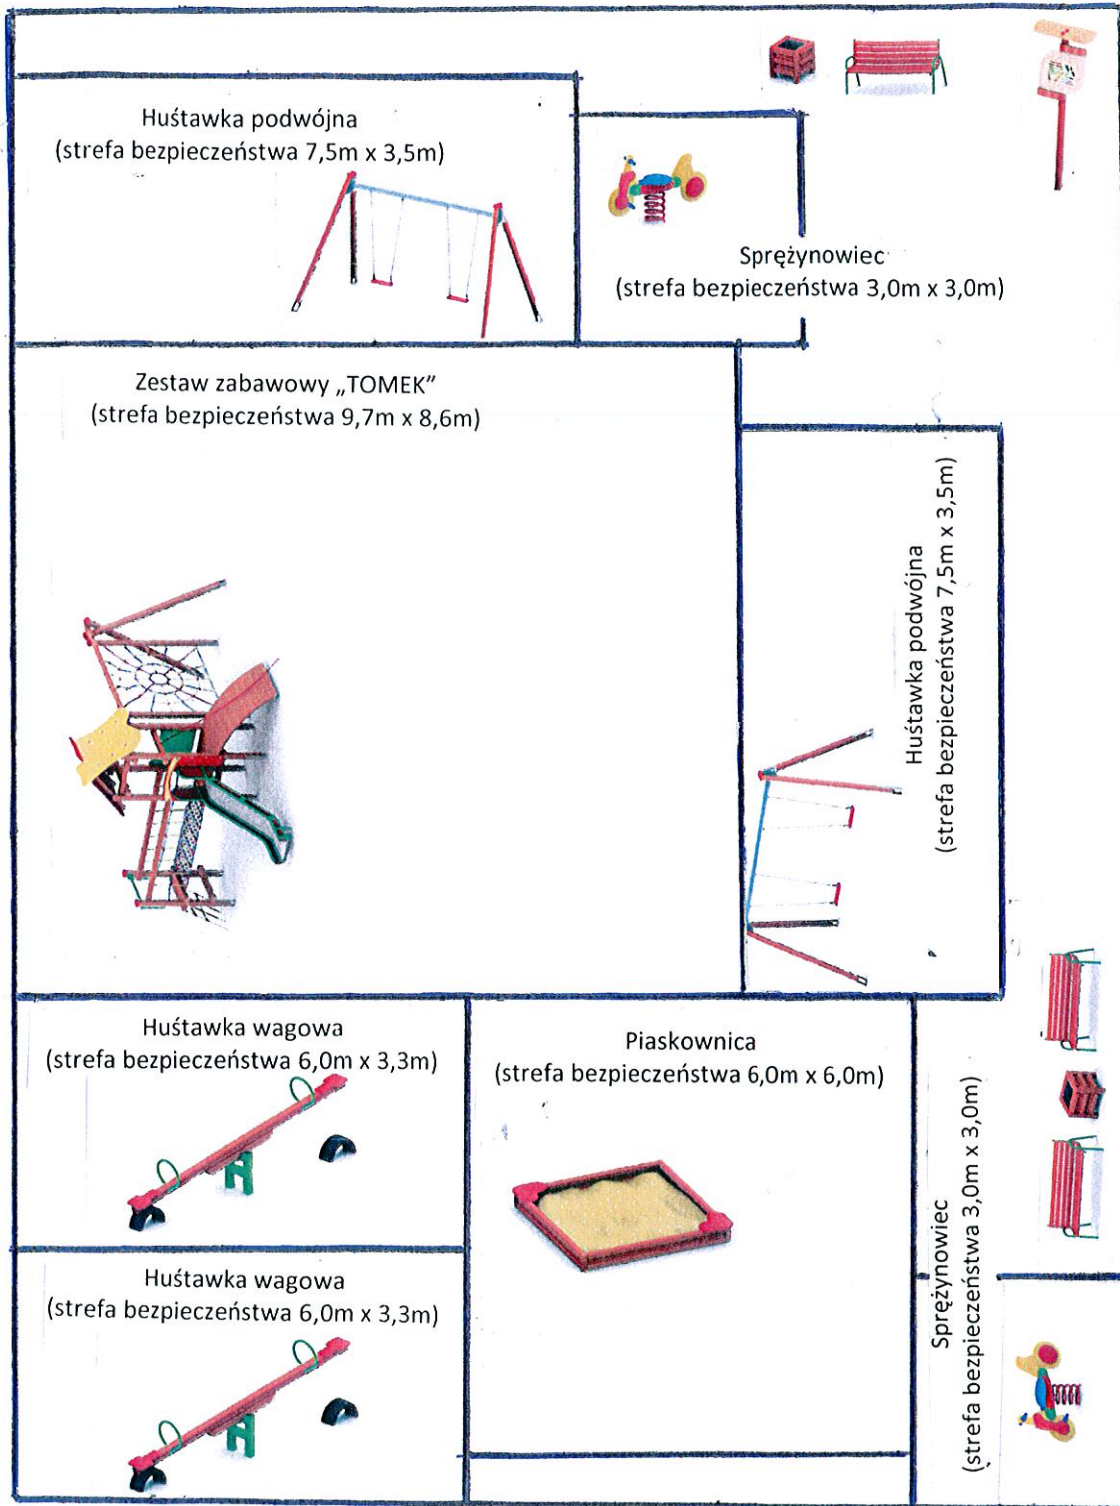 Huśtawka podwójna
(strefa bezpieczeństwa 7,5m x 3,5m)
Sprężynowiec
(strefa bezpieczeństwa 3,0m x 3,0m)
Zestaw zabawowy „TOMEK”
(strefa bezpieczeństwa 9,7m x 8,6m)
Huśtawka podwójna
(strefa bezpieczeństwa 7,5m x 3,5m)
Huśtawka wagowa
(strefa bezpieczeństwa 6,0m x 3,3m)
Piaskownica
(strefa bezpieczeństwa 6,0m x 6,0m)
Sprężynowiec
(strefa bezpieczeństwa 3,0m x 3,0m)
Huśtawka wagowa
(strefa bezpieczeństwa 6,0m x 3,3m)